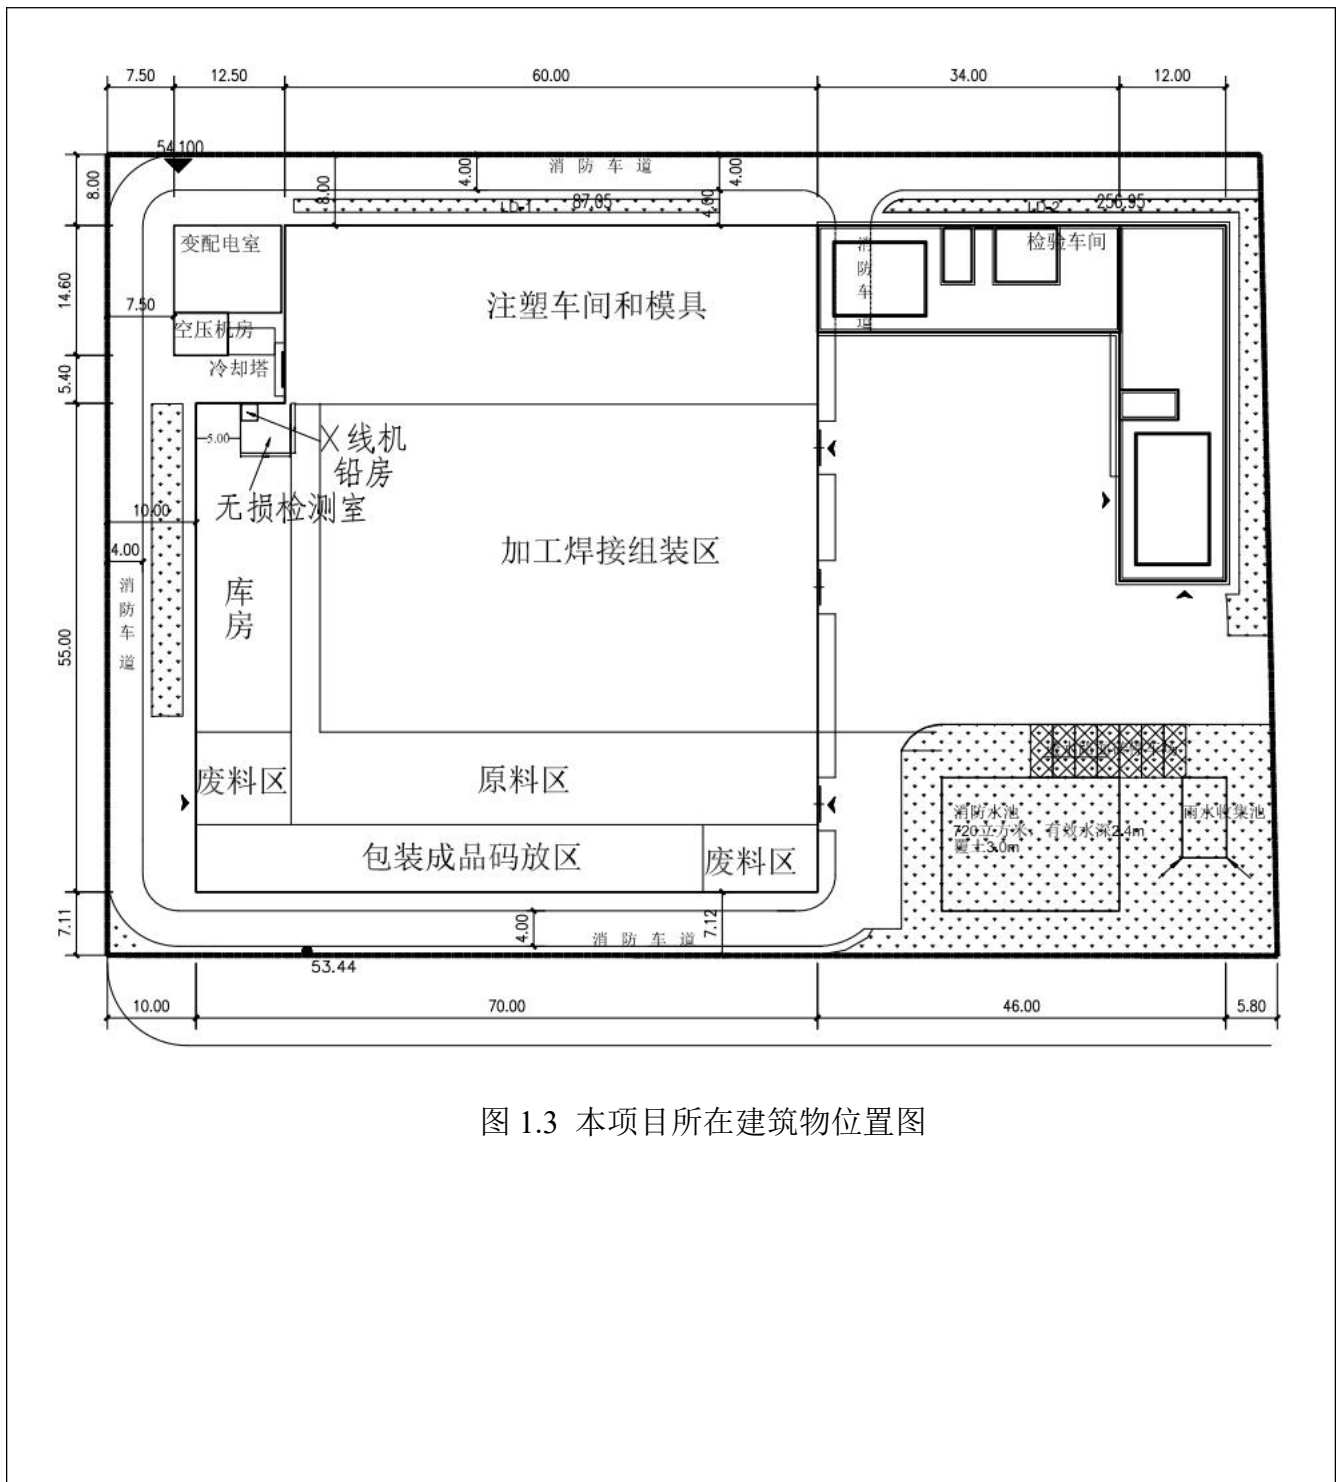 7.50 12.50 60.00 34.00 12.00
54.100
8.00
8.00
4.00
消防车道
4.00
4.00
LD-1 87.05
LD-2 256.95
变配电室
检验车间
消防车道
14.60
7.50
注塑车间和模具
空压机房
冷却塔
5.40
5.00
X线机
铅房
无损检测室
10.00
4.00
加工焊接组装区
消防车道
库房
55.00
废料区
原料区
消防水池
720立方米，有效水深2.4m
覆土3.0m
雨水收集池
包装成品码放区
废料区
7.11
4.00
消防车道
7.12
53.44
10.00 70.00 46.00 5.80
图 1.3 本项目所在建筑物位置图